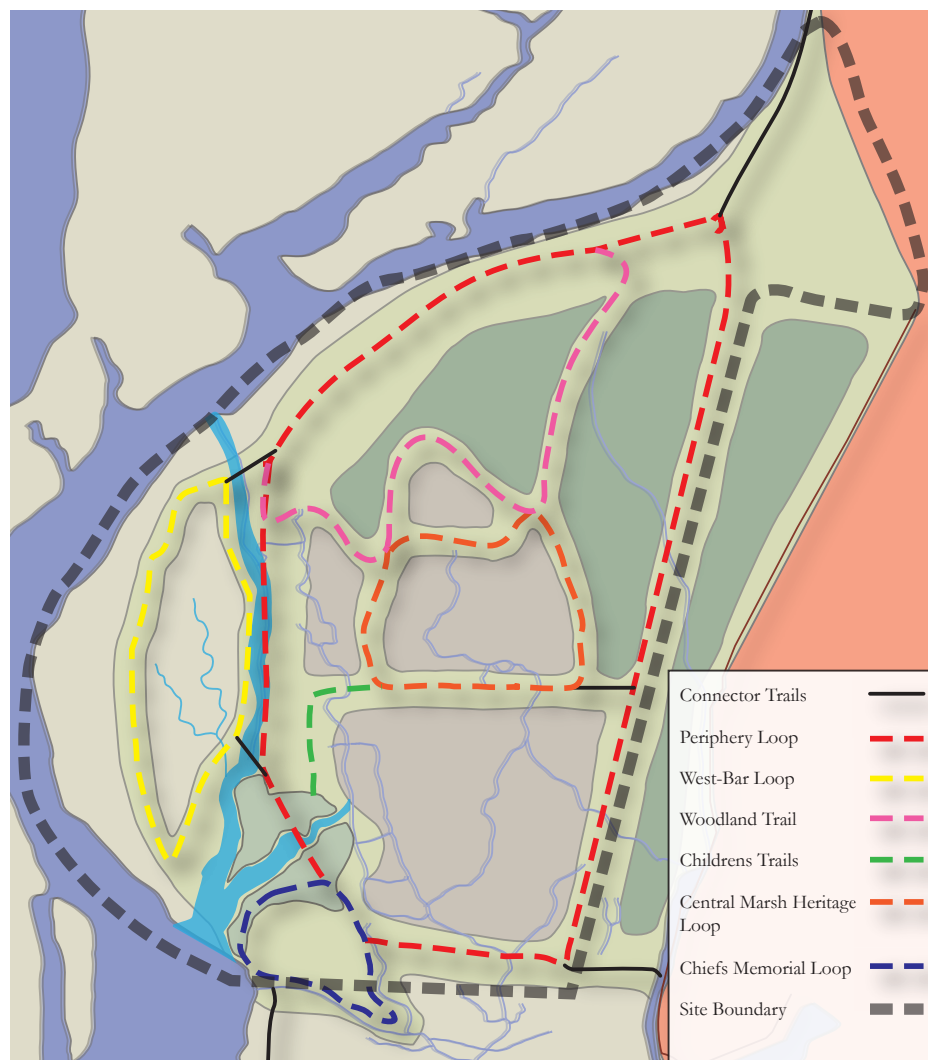 Connector Trails
Periphery Loop
West-Bar Loop
Woodland Trail
Childrens Trails
Central Marsh Heritage
Loop
Chiefs Memorial Loop
Site Boundary